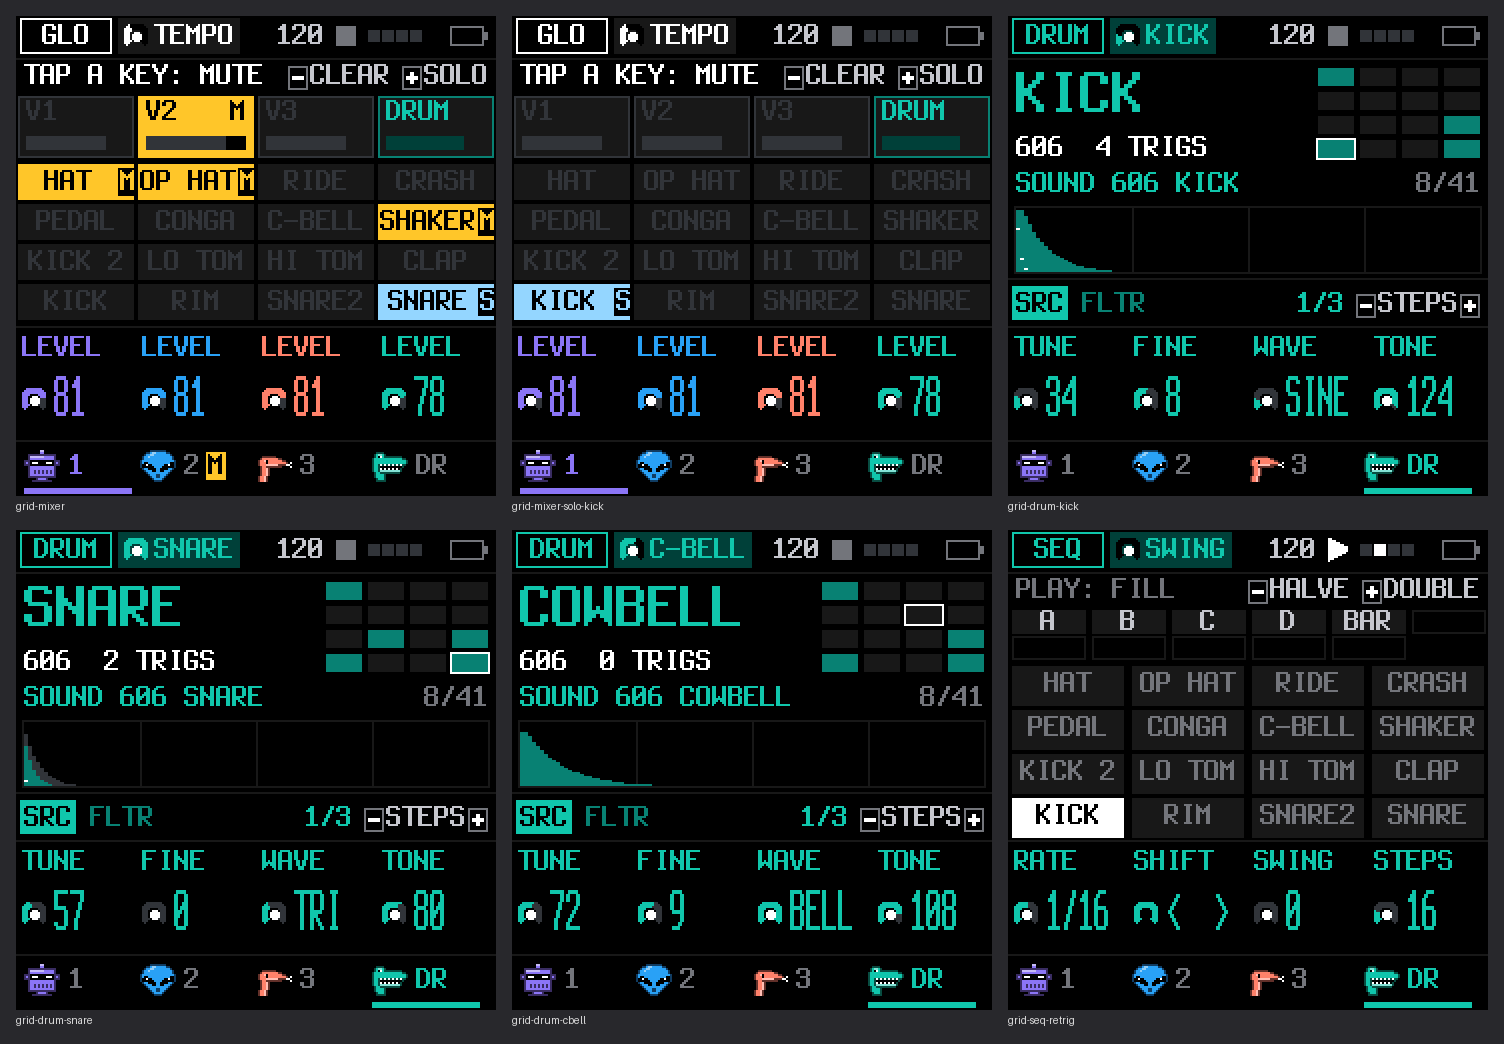 GLO TEMPO 120
TAP A KEY: MUTE -CLEAR +SOLO
V1 V2 M V3 DRUM
HAT M OP HAT M RIDE CRASH
PEDAL CONGA C-BELL SHAKER M
KICK 2 LO TOM HI TOM CLAP
KICK RIM SNARE2 SNARE S
LEVEL LEVEL LEVEL LEVEL
81 81 81 78
1 2 M 3 DR
grid-mixer
GLO TEMPO 120
TAP A KEY: MUTE -CLEAR +SOLO
V1 V2 V3 DRUM
HAT OP HAT RIDE CRASH
PEDAL CONGA C-BELL SHAKER
KICK 2 LO TOM HI TOM CLAP
KICK S RIM SNARE2 SNARE
LEVEL LEVEL LEVEL LEVEL
81 81 81 78
1 2 3 DR
grid-mixer-solo-kick
DRUM KICK 120
KICK
606 4 TRIGS
SOUND 606 KICK 8/41
SRC FLTR 1/3 -STEPS+
TUNE FINE WAVE TONE
34 8 SINE 124
1 2 3 DR
grid-drum-kick
DRUM SNARE 120
SNARE
606 2 TRIGS
SOUND 606 SNARE 8/41
SRC FLTR 1/3 -STEPS+
TUNE FINE WAVE TONE
57 0 TRI 80
1 2 3 DR
grid-drum-snare
DRUM C-BELL 120
COWBELL
606 0 TRIGS
SOUND 606 COWBELL 8/41
SRC FLTR 1/3 -STEPS+
TUNE FINE WAVE TONE
72 9 BELL 108
1 2 3 DR
grid-drum-cbell
SEQ SWING 120
PLAY: FILL -HALVE +DOUBLE
A B C D BAR
HAT OP HAT RIDE CRASH
PEDAL CONGA C-BELL SHAKER
KICK 2 LO TOM HI TOM CLAP
KICK RIM SNARE2 SNARE
RATE SHIFT SWING STEPS
1/16 < > 0 16
1 2 3 DR
grid-seq-retrig